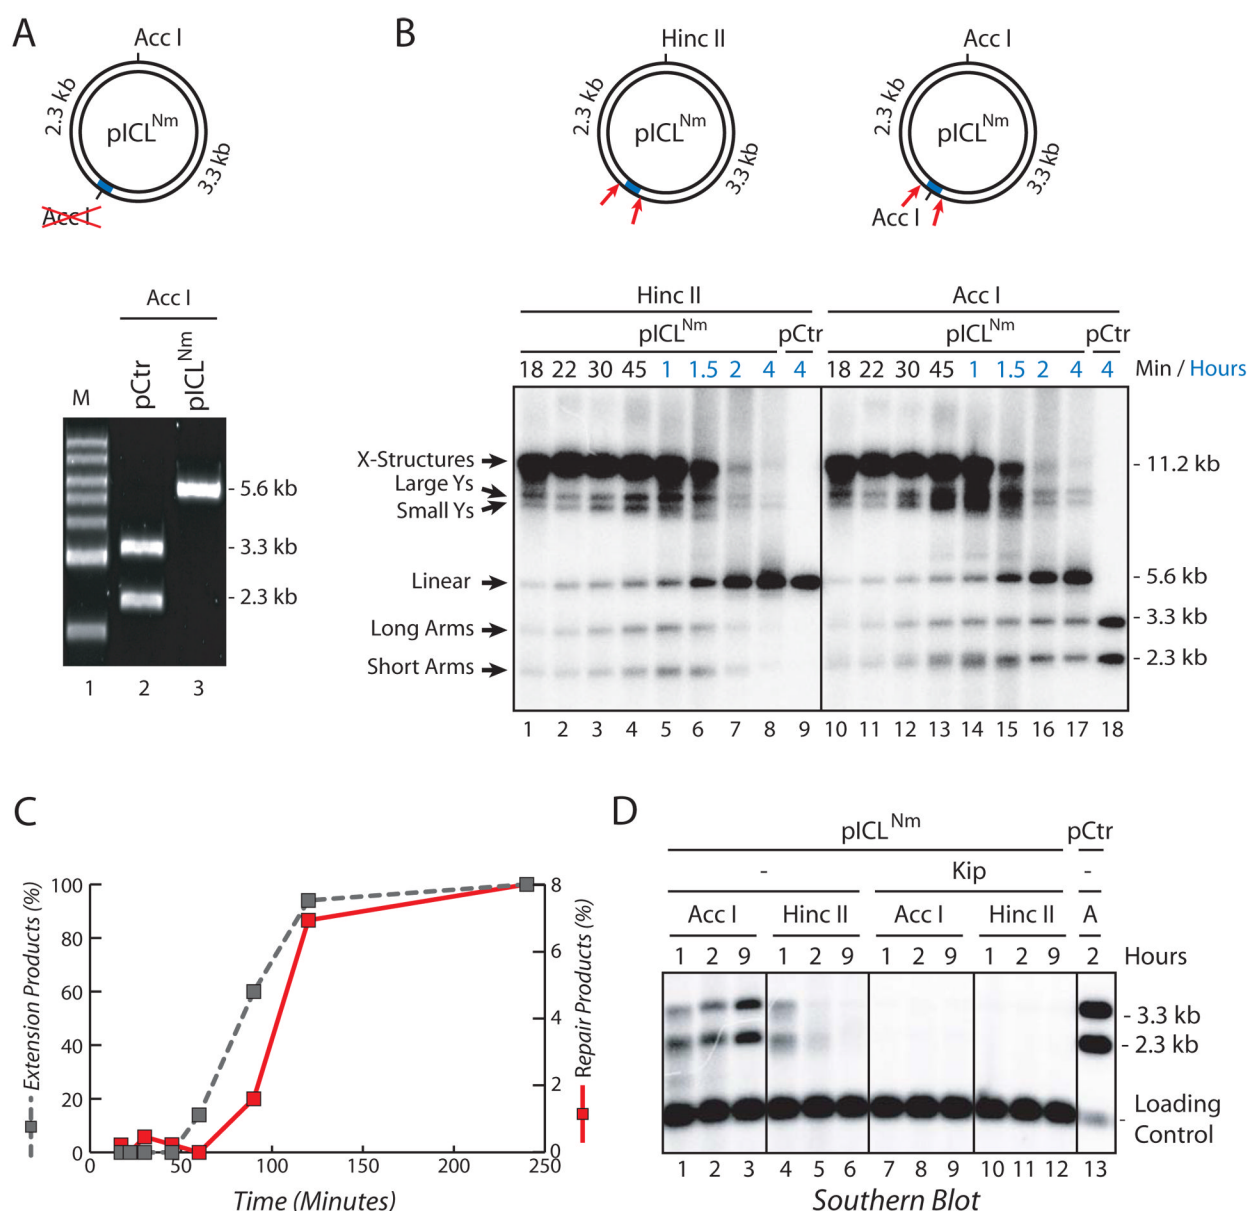 A
Acc I
2.3 kb
pICL^Nm
3.3 kb
Acc I
Acc I
M
pCtr
pICL^Nm
- 5.6 kb
- 3.3 kb
- 2.3 kb
1 2 3
B
Hinc II
2.3 kb
pICL^Nm
3.3 kb
Acc I
2.3 kb
pICL^Nm
3.3 kb
Acc I
Hinc II Acc I
pICL^Nm pCtr pICL^Nm pCtr
18 22 30 45 1 1.5 2 4 4 18 22 30 45 1 1.5 2 4 4 Min / Hours
X-Structures
Large Ys
Small Ys
Linear
Long Arms
Short Arms
- 11.2 kb
- 5.6 kb
- 3.3 kb
- 2.3 kb
1 2 3 4 5 6 7 8 9 10 11 12 13 14 15 16 17 18
C
Extension Products (%)
100
80
60
40
20
0
0 50 100 150 200 250
Time (Minutes)
8
6
4
2
0
Repair Products (%)
D
pICL^Nm pCtr
- Kip -
Acc I Hinc II Acc I Hinc II A
1 2 9 1 2 9 1 2 9 1 2 9 2 Hours
- 3.3 kb
- 2.3 kb
- Loading
Control
1 2 3 4 5 6 7 8 9 10 11 12 13
Southern Blot